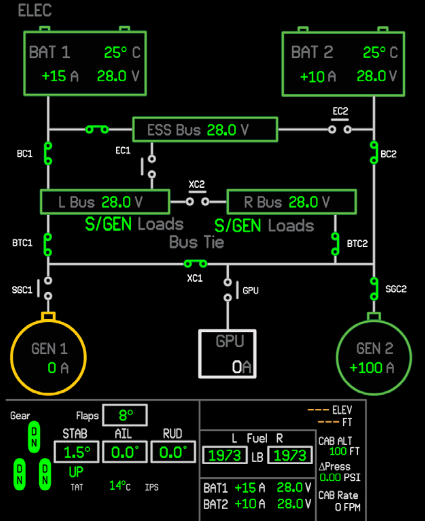 ELEC
BAT 1 25° C
+15 A 28.0 V
BAT 2 25° C
+10 A 28.0 V
EC2
ESS Bus 28.0 V
BC1
EC1
BC2
XC2
L Bus 28.0 V
R Bus 28.0 V
S/GEN Loads
S/GEN Loads
Bus Tie
BTC1
BTC2
XC1
SGC1
GPU
SGC2
GPU
0A
GEN 1
0 A
GEN 2
+100 A
Gear
Flaps 8°
--- ELEV
--- FT
DN
STAB AIL RUD
L Fuel R
CAB ALT
100 FT
1.5° 0.0° 0.0°
1973 LB 1973
DN DN
UP
ΔPress
0.00 PSI
TAT 14°C IPS
BAT1 +15 A 28.0 V
BAT2 +10 A 28.0 V
CAB Rate
0 FPM